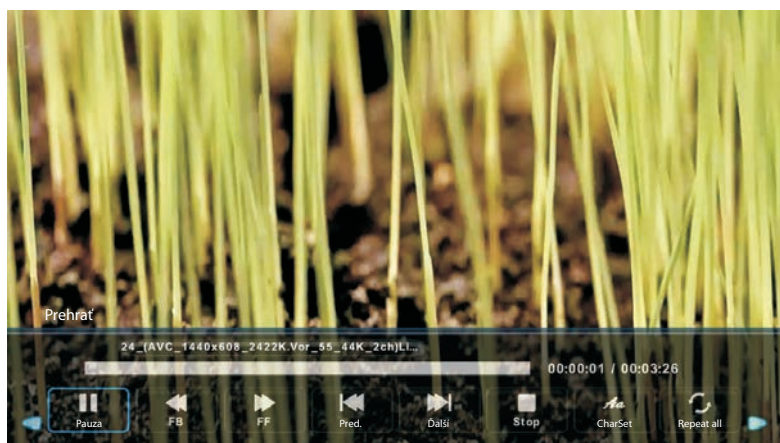 Prehrať
24_(AVC_1440x608_2422K.Vor_55_44K_2ch)Li...
00:00:01 / 00:03:26
Pauza FB FF Pred. Ďalší Stop Aa CharSet Repeat all